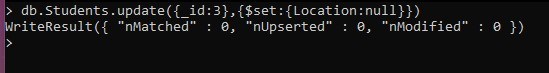 > db.Students.update({_id:3},{$set:{Location:null}})
WriteResult({ "nMatched" : 0, "nUpserted" : 0, "nModified" : 0 })
>